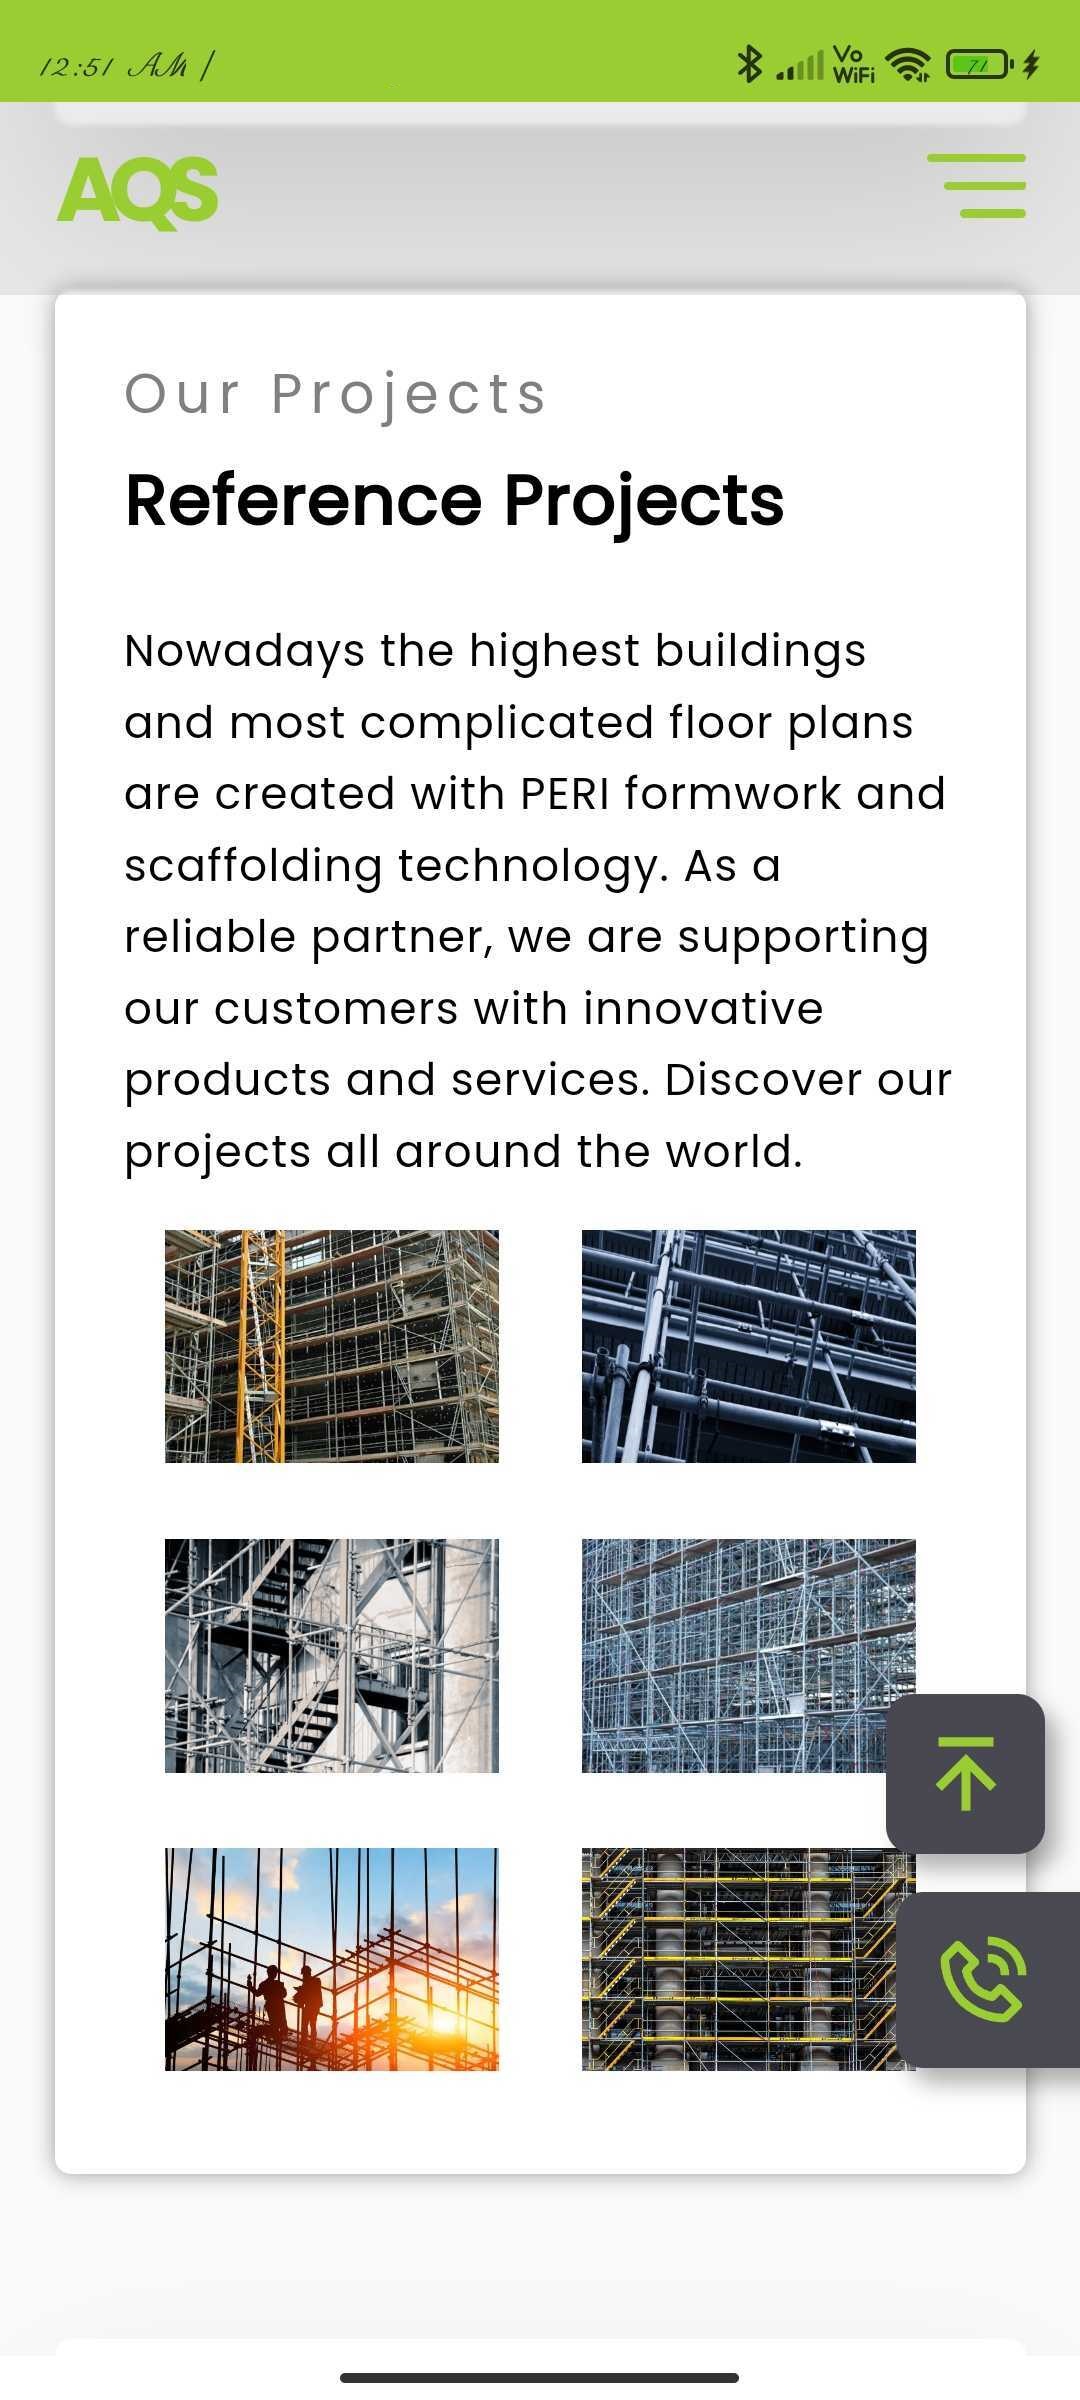 12:51 AM |
Vo
WiFi
71
AQS
Our Projects
Reference Projects
Nowadays the highest buildings
and most complicated floor plans
are created with PERI formwork and
scaffolding technology. As a
reliable partner, we are supporting
our customers with innovative
products and services. Discover our
projects all around the world.